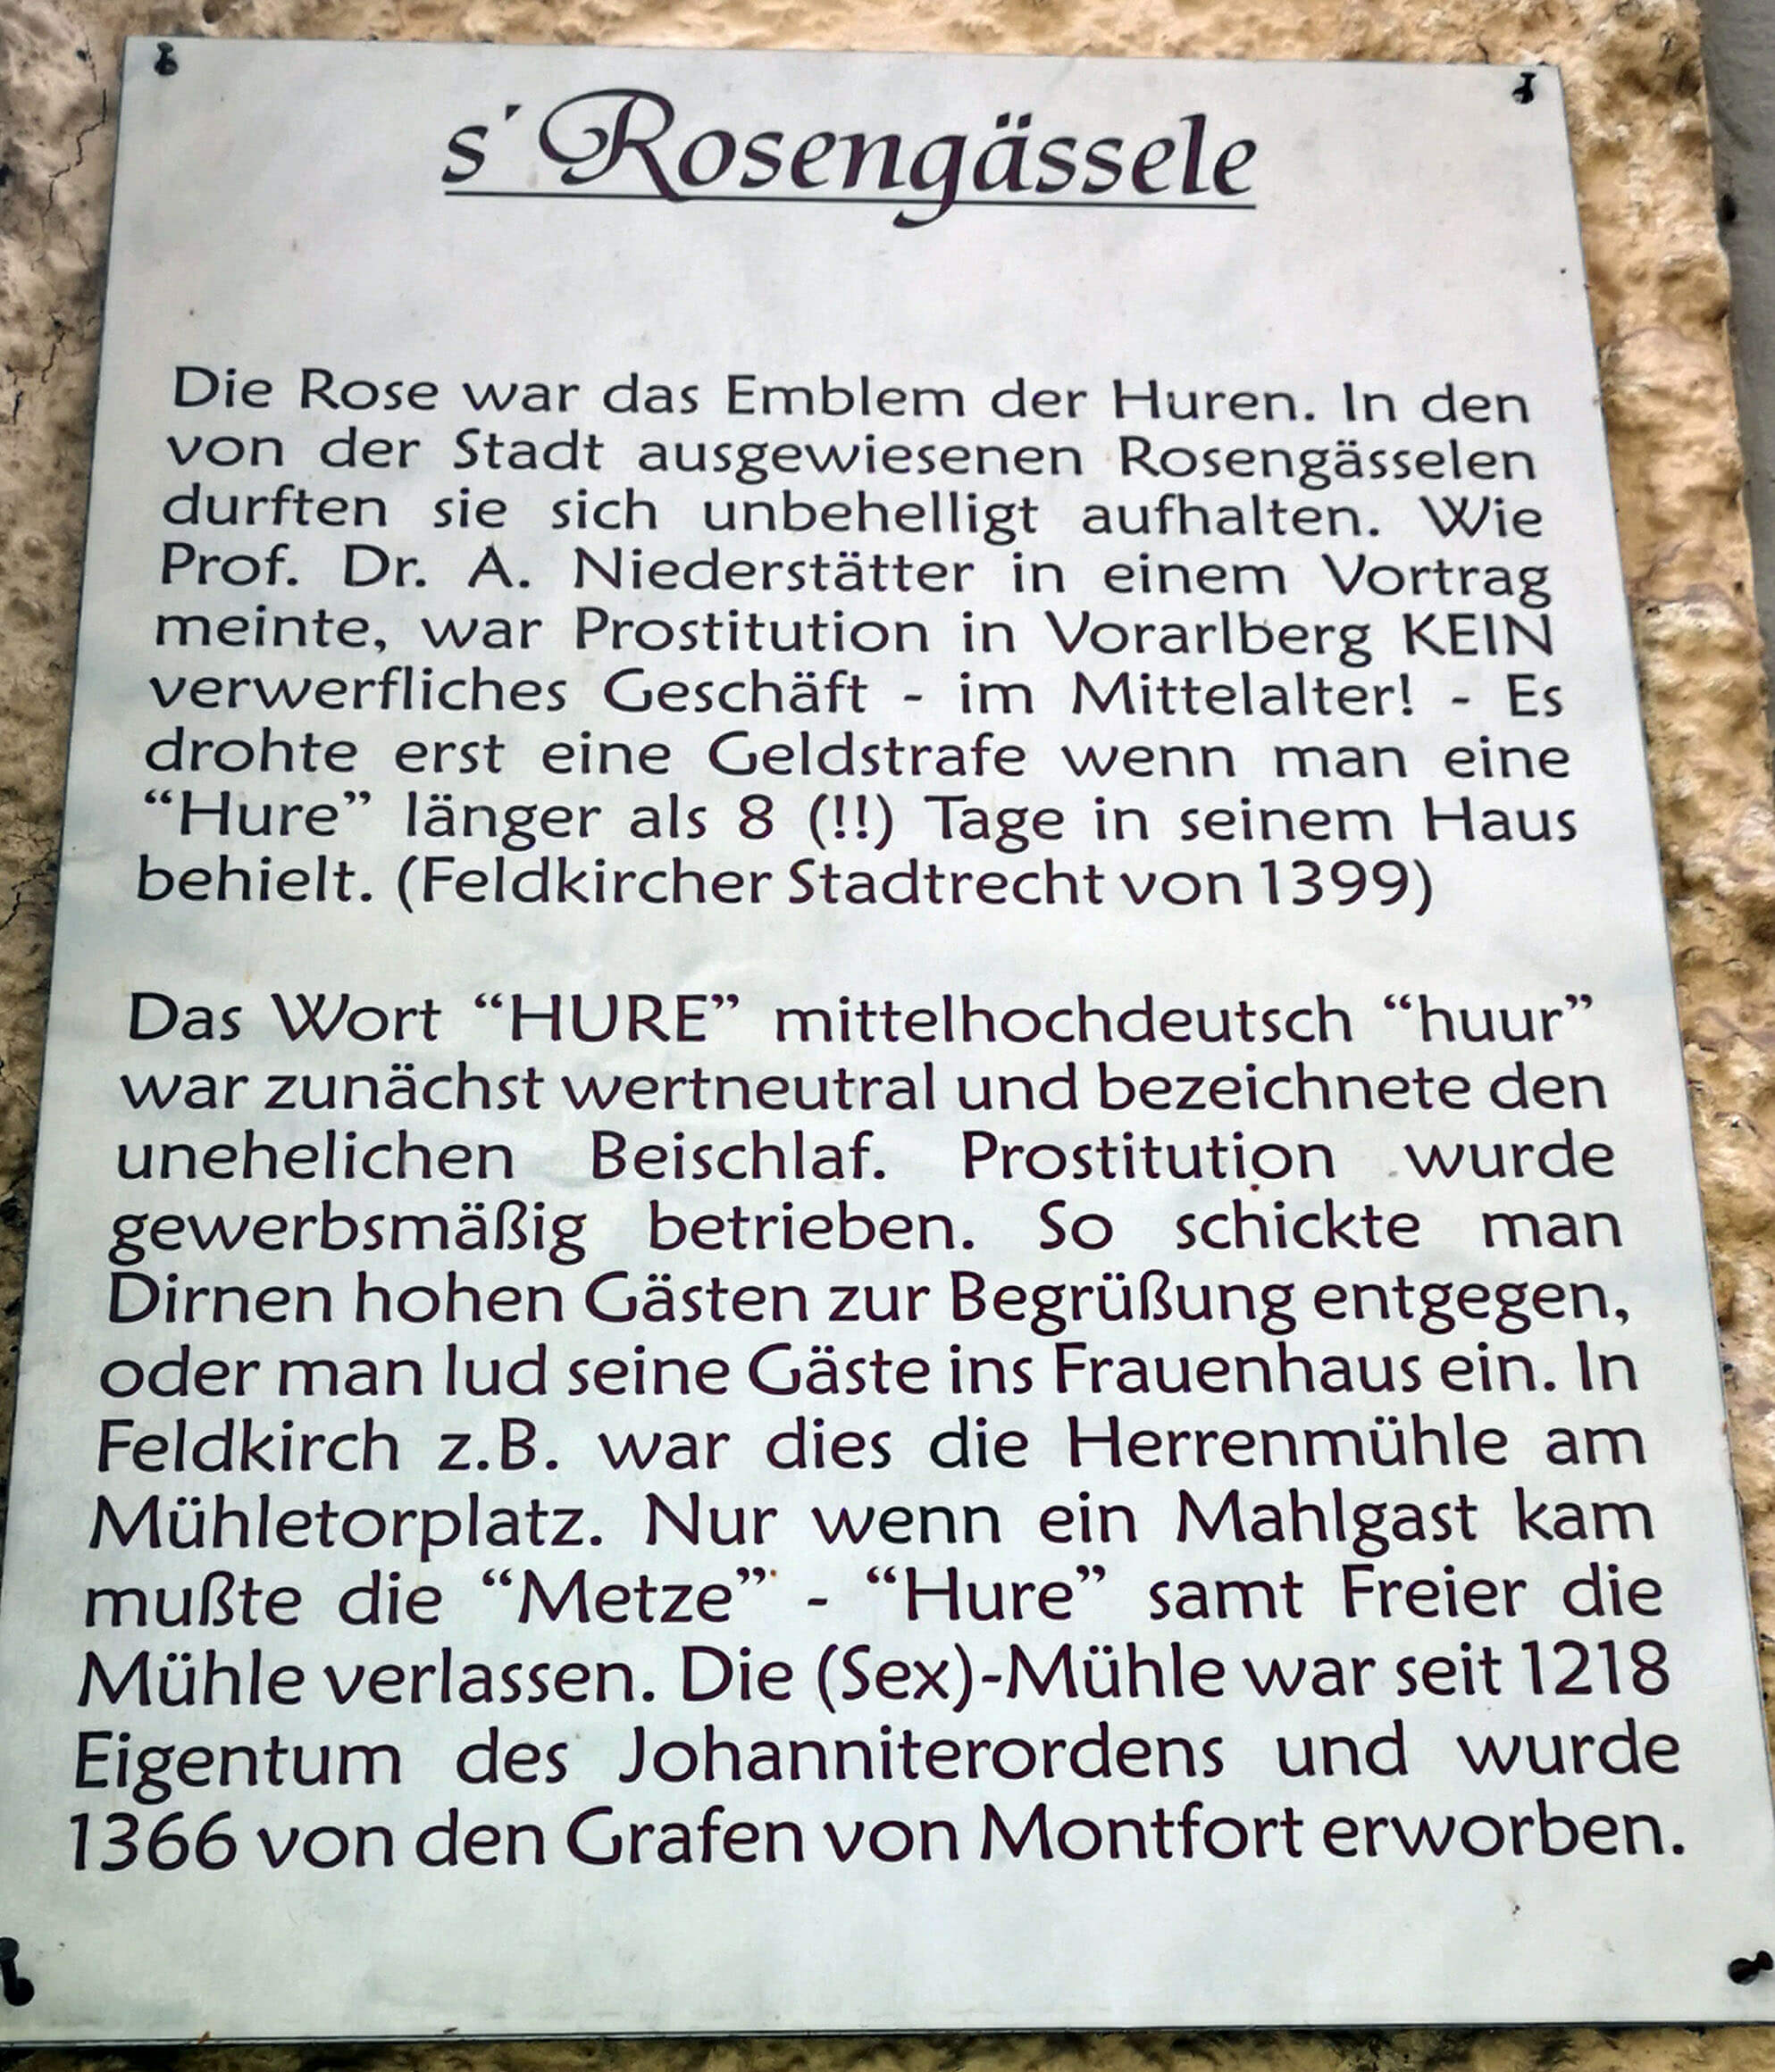 s´Rosengässele
Die Rose war das Emblem der Huren. In den
von der Stadt ausgewiesenen Rosengässelen
durften sie sich unbehelligt aufhalten. Wie
Prof. Dr. A. Niederstätter in einem Vortrag
meinte, war Prostitution in Vorarlberg KEIN
verwerfliches Geschäft - im Mittelalter! - Es
drohte erst eine Geldstrafe wenn man eine
“Hure” länger als 8 (!!) Tage in seinem Haus
behielt. (Feldkircher Stadtrecht von 1399)
Das Wort “HURE” mittelhochdeutsch “huur”
war zunächst wertneutral und bezeichnete den
unehelichen Beischlaf. Prostitution wurde
gewerbsmäßig betrieben. So schickte man
Dirnen hohen Gästen zur Begrüßung entgegen,
oder man lud seine Gäste ins Frauenhaus ein. In
Feldkirch z.B. war dies die Herrenmühle am
Mühletorplatz. Nur wenn ein Mahlgast kam
mußte die “Metze” - “Hure” samt Freier die
Mühle verlassen. Die (Sex)-Mühle war seit 1218
Eigentum des Johanniterordens und wurde
1366 von den Grafen von Montfort erworben.